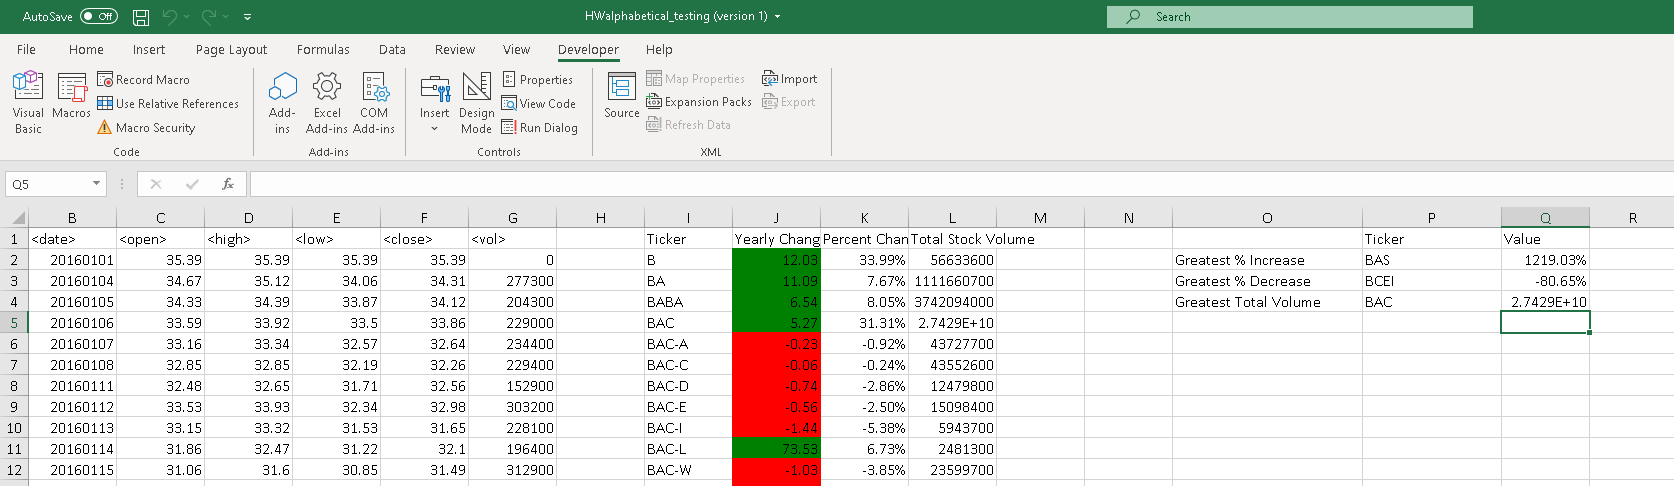 AutoSave Off HWalphabetical_testing (version 1) Search
File Home Insert Page Layout Formulas Data Review View Developer Help
Visual Basic
Macros
Record Macro
Use Relative References
Macro Security
Code
Add-ins
Excel Add-ins
COM Add-ins
Add-ins
Insert
Design Mode
Properties
View Code
Run Dialog
Controls
Source
Map Properties
Expansion Packs
Refresh Data
Import
Export
XML
Q5 fx
B C D E F G H I J K L M N O P Q R
1 <date> <open> <high> <low> <close> <vol> Ticker Yearly Chang Percent Chan Total Stock Volume Ticker Value
2 20160101 35.39 35.39 35.39 35.39 0 B 12.03 33.99% 56633600 Greatest % Increase BAS 1219.03%
3 20160104 34.67 35.12 34.06 34.31 277300 BA 11.09 7.67% 1111660700 Greatest % Decrease BCEI -80.65%
4 20160105 34.33 34.39 33.87 34.12 204300 BABA 6.54 8.05% 3742094000 Greatest Total Volume BAC 2.7429E+10
5 20160106 33.59 33.92 33.5 33.86 229000 BAC 5.27 31.31% 2.7429E+10
6 20160107 33.16 33.34 32.57 32.64 234400 BAC-A -0.23 -0.92% 43727700
7 20160108 32.85 32.85 32.19 32.26 229400 BAC-C -0.06 -0.24% 43552600
8 20160111 32.48 32.65 31.71 32.56 152900 BAC-D -0.74 -2.86% 12479800
9 20160112 33.53 33.93 32.34 32.98 303200 BAC-E -0.56 -2.50% 15098400
10 20160113 33.15 33.32 31.53 31.65 228100 BAC-I -1.44 -5.38% 5943700
11 20160114 31.86 32.47 31.22 32.1 196400 BAC-L 73.53 6.73% 2481300
12 20160115 31.06 31.6 30.85 31.49 312900 BAC-W -1.03 -3.85% 23599700